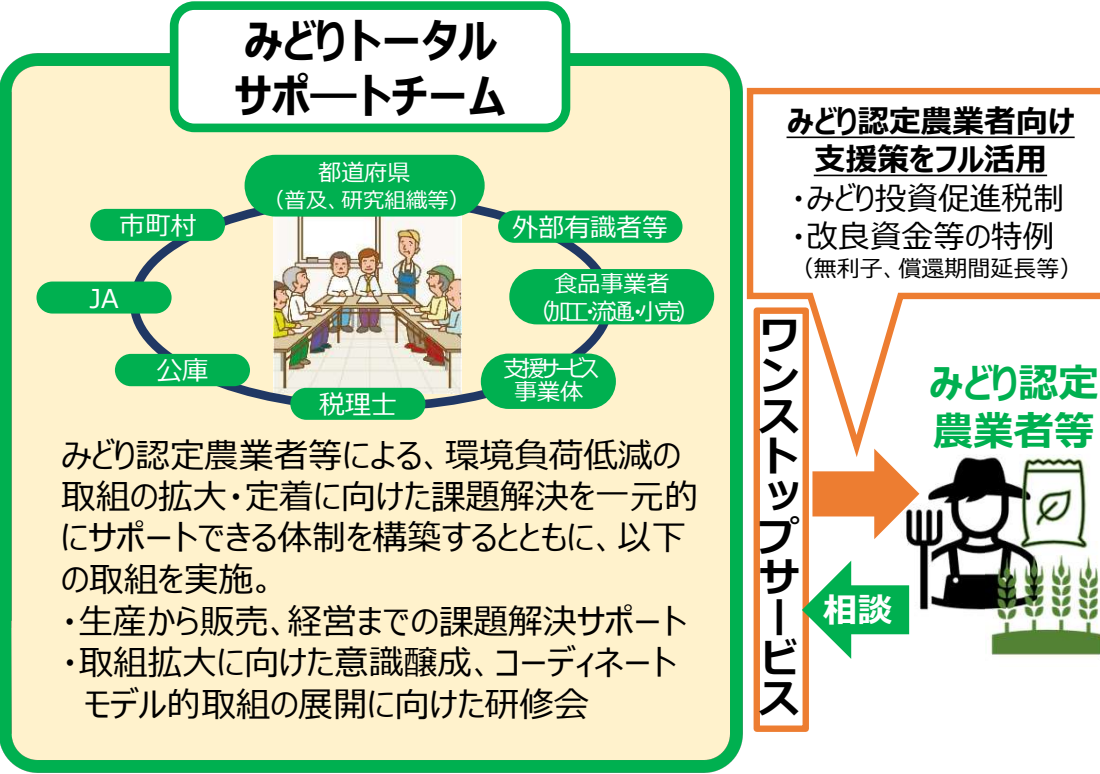 みどりトータル
サポートチーム
都道府県
（普及、研究組織等）
市町村
外部有識者等
JA
食品事業者
（加工・流通・小売）
公庫
支援サービス
事業体
税理士
みどり認定農業者等による、環境負荷低減の
取組の拡大・定着に向けた課題解決を一元的
にサポートできる体制を構築するとともに、以下
の取組を実施。
・生産から販売、経営までの課題解決サポート
・取組拡大に向けた意識醸成、コーディネート
モデル的取組の展開に向けた研修会
みどり認定農業者向け
支援策をフル活用
・みどり投資促進税制
・改良資金等の特例
（無利子、償還期間延長等）
ワンストップサービス
みどり認定
農業者等
相談